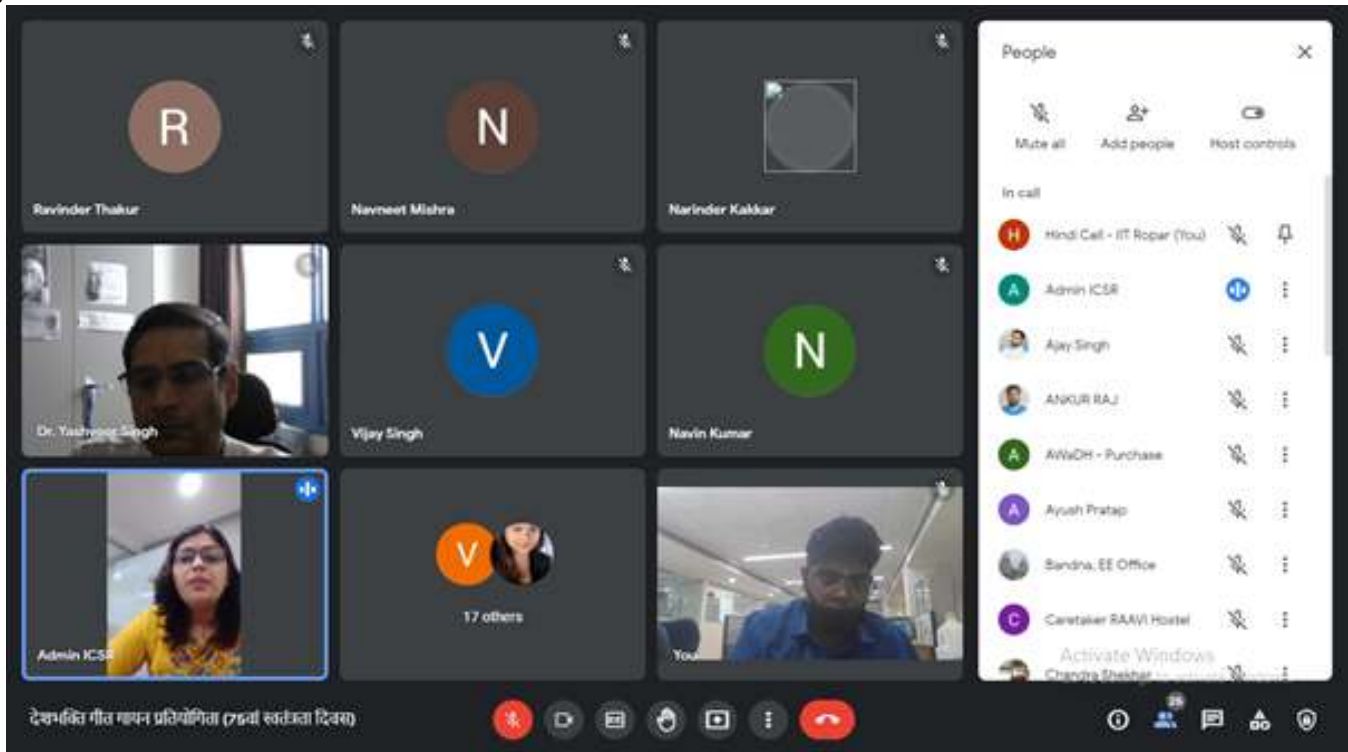 R
Ravinder Thakur
N
Navneet Mishra
Narinder Kakkar
Dr. Yashveer Singh
V
Vijay Singh
N
Navin Kumar
Admin ICSR
V
17 others
You
देशभक्ति गीत गायन प्रतियोगिता (75वां स्वतंत्रता दिवस)
People
Mute all Add people Host controls
In call
H Hindi Cell - IIT Ropar (You)
A Admin ICSR
Ajay Singh
ANKUR RAJ
A AWaDH - Purchase
A Ayush Pratap
Bandna, EE Office
C Caretaker RAAVI Hostel
Activate Windows
Chandra Shekhar